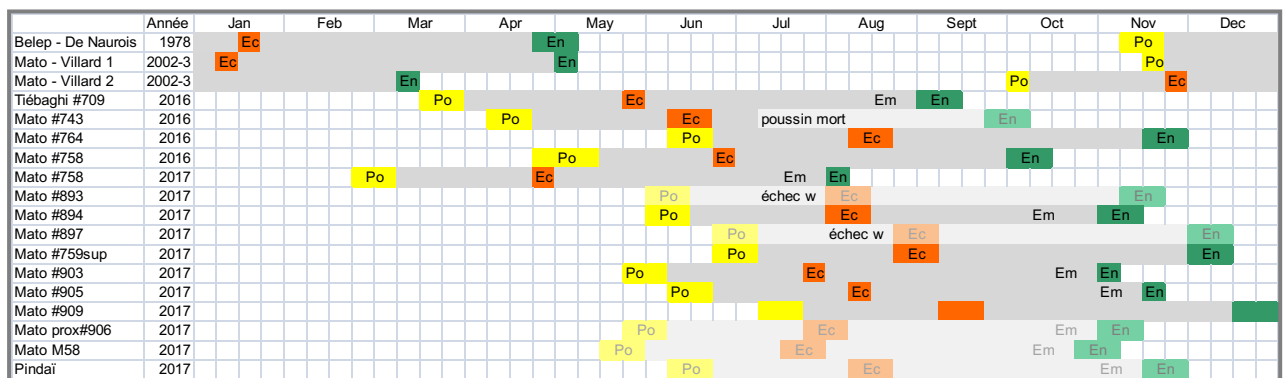 Année Jan Feb Mar Apr May Jun Jul Aug Sept Oct Nov Dec
Belep - De Naurois 1978 Ec En Po
Mato - Villard 1 2002-3 Ec En Po
Mato - Villard 2 2002-3 En Po Ec
Tiébaghi #709 2016 Po Ec Em En
Mato #743 2016 Po Ec poussin mort En
Mato #764 2016 Po Ec En
Mato #758 2016 Po Ec En
Mato #758 2017 Po Ec Em En
Mato #893 2017 Po échec w Ec En
Mato #894 2017 Po Ec Em En
Mato #897 2017 Po échec w Ec En
Mato #759sup 2017 Po Ec En
Mato #903 2017 Po Ec Em En
Mato #905 2017 Po Ec Em En
Mato #909 2017
Mato prox#906 2017 Po Ec Em En
Mato M58 2017 Po Ec Em En
Pindaï 2017 Po Ec Em En